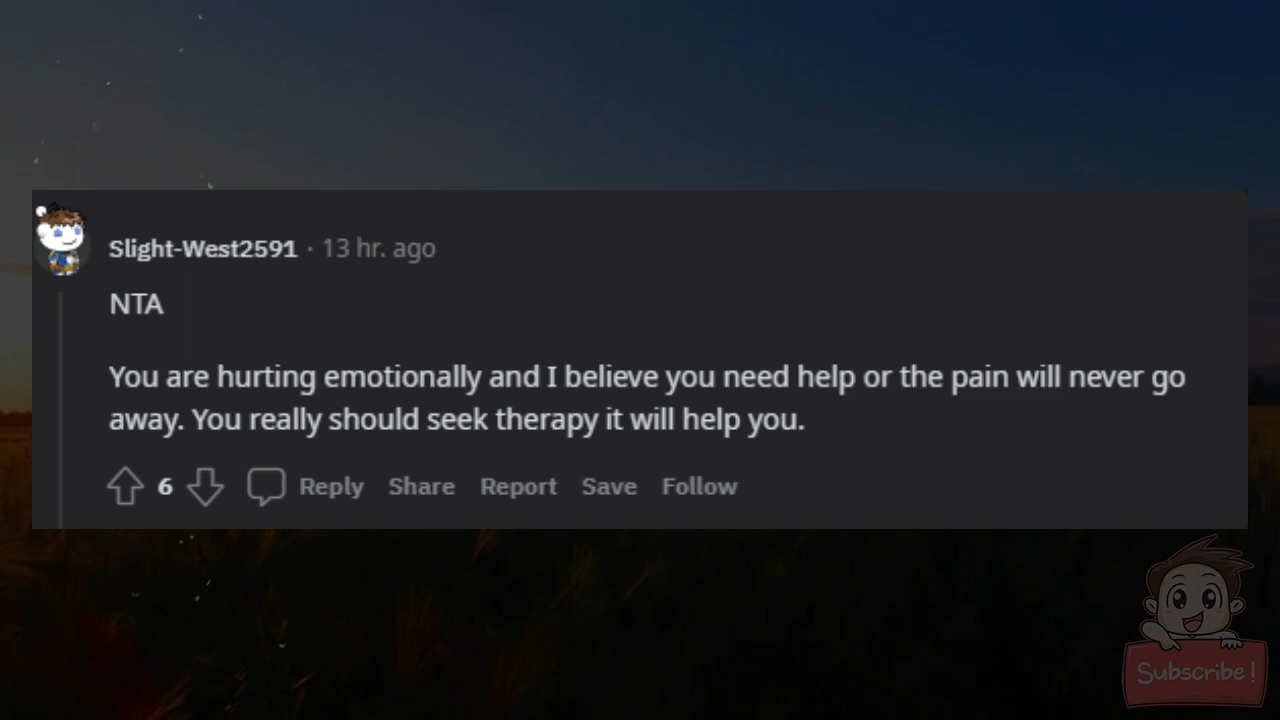 Slight-West2591 · 13 hr. ago
NTA
You are hurting emotionally and I believe you need help or the pain will never go
away. You really should seek therapy it will help you.
6 Reply Share Report Save Follow
Subscribe!